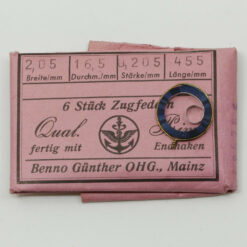 2,05 16,5 0,205 455
Breite/mm Durchm./mm Stärke/mm Länge/mm
6 Stück Zugfedern
Qual.
fertig mit Endhaken
Benno Günther OHG., Mainz